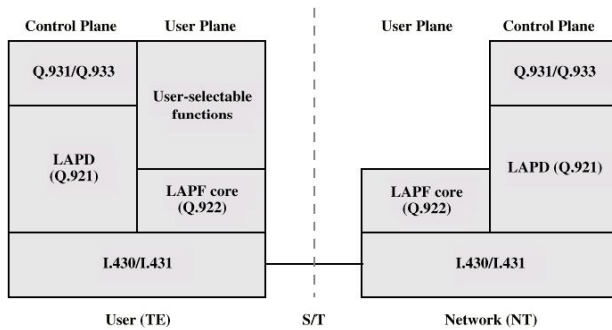 Control Plane
User Plane
User Plane
Control Plane
Q.931/Q.933
User-selectable
functions
Q.931/Q.933
LAPD
(Q.921)
LAPD (Q.921)
LAPF core
(Q.922)
LAPF core
(Q.922)
I.430/I.431
I.430/I.431
User (TE)
S/T
Network (NT)